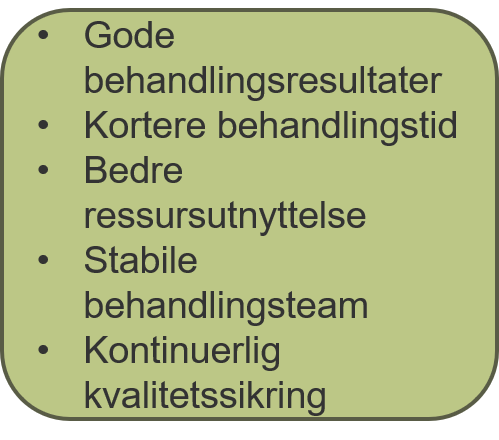 • Gode
behandlingsresultater
• Kortere behandlingstid
• Bedre
ressursutnyttelse
• Stabile
behandlingsteam
• Kontinuerlig
kvalitetssikring